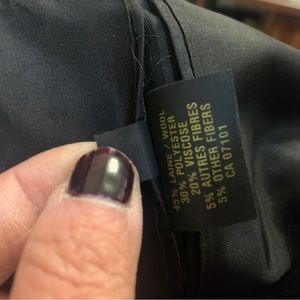 45% LAINE / WOOL
30% POLYESTER
20% VISCOSE
5% AUTRES FIBRES
5% OTHER FIBERS
CA 07101